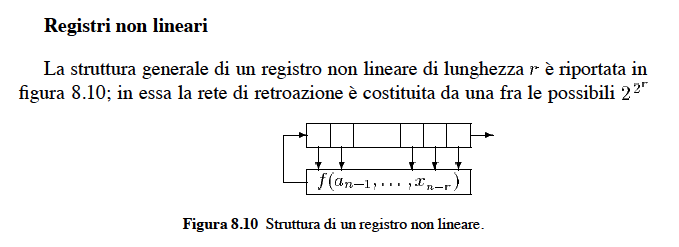 Registri non lineari
La struttura generale di un registro non lineare di lunghezza r è riportata in
figura 8.10; in essa la rete di retroazione è costituita da una fra le possibili 2^{2^r}
f(a_{n-1}, ... , x_{n-r})
Figura 8.10 Struttura di un registro non lineare.